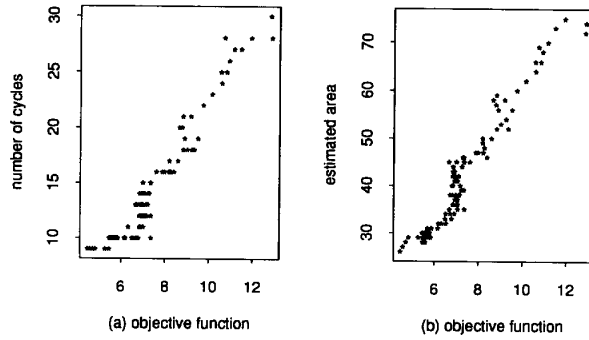 number of cycles
30
25
20
15
10
6 8 10 12
(a) objective function
estimated area
70
60
50
40
30
6 8 10 12
(b) objective function